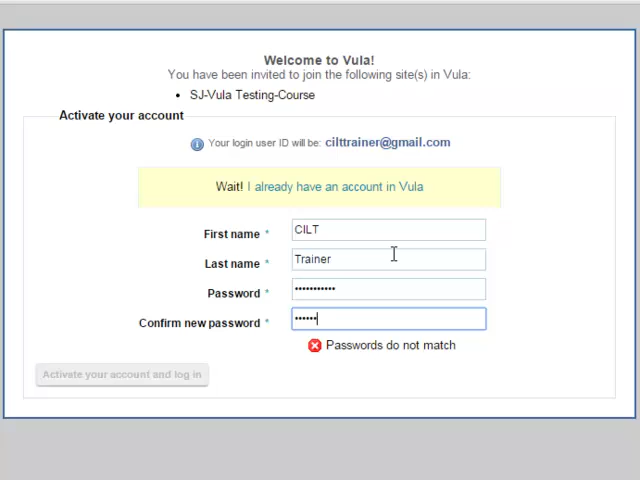 Welcome to Vula!
You have been invited to join the following site(s) in Vula:
• SJ-Vula Testing-Course
Activate your account
Your login user ID will be: cilttrainer@gmail.com
Wait! I already have an account in Vula
First name * CILT
Last name * Trainer
Password * •••••••••••
Confirm new password * ••••••
Passwords do not match
Activate your account and log in